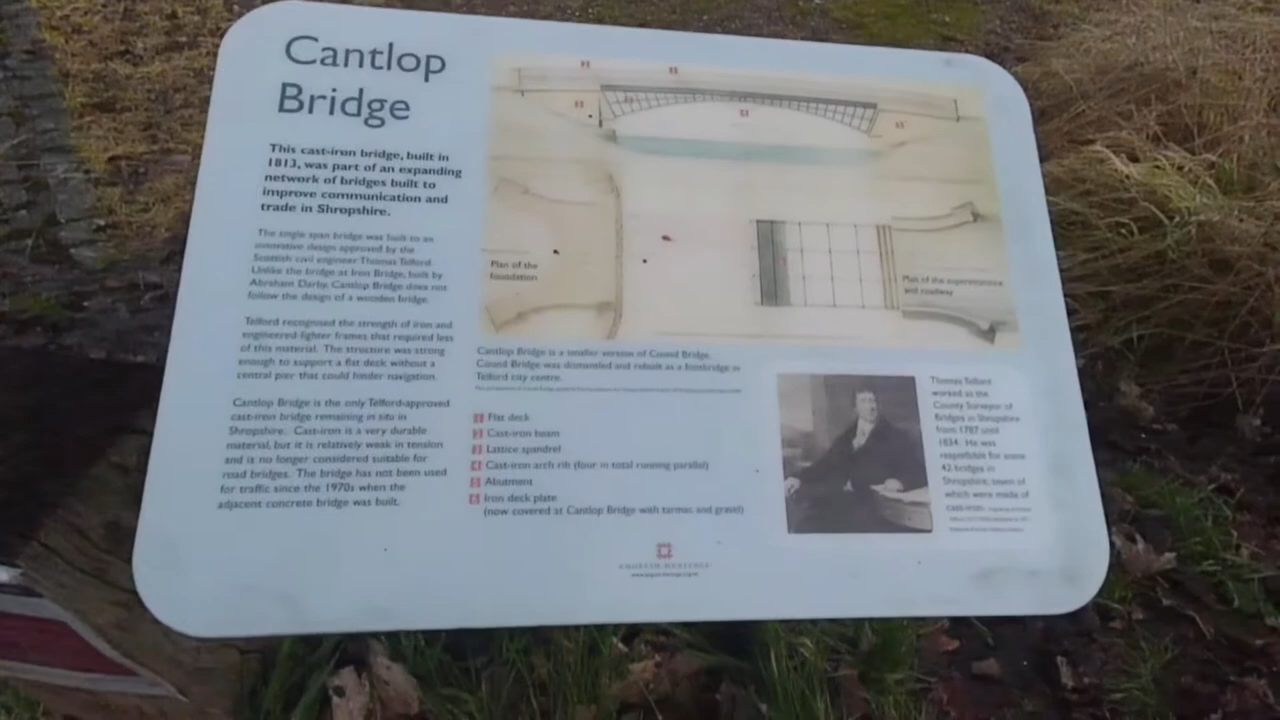 Cantlop
Bridge
This cast-iron bridge, built in
1813, was part of an expanding
network of bridges built to
improve communication and
trade in Shropshire.
The single span bridge was built to an
innovative design approved by the
Scottish civil engineer Thomas Telford.
Unlike the bridge at Iron Bridge, built by
Abraham Darby, Cantlop Bridge does not
follow the design of a wooden bridge.
Telford recognised the strength of iron and
engineered lighter frames that required less
of this material. The structure was strong
enough to support a flat deck without a
central pier that could hinder navigation.
Cantlop Bridge is the only Telford-approved
cast-iron bridge remaining in situ in
Shropshire. Cast-iron is a very durable
material, but it is relatively weak in tension
and is no longer considered suitable for
road bridges. The bridge has not been used
for traffic since the 1970s when the
adjacent concrete bridge was built.
Plan of the
foundation
Plan of the superstructure
and roadway
Cantlop Bridge is a smaller version of Cound Bridge.
Cound Bridge was dismantled and rebuilt as a footbridge in
Telford city centre.
1 Flat deck
2 Cast-iron beam
3 Lattice spandrel
4 Cast-iron arch rib (four in total running parallel)
5 Abutment
6 Iron deck plate
(now covered at Cantlop Bridge with tarmac and gravel)
Thomas Telford
worked as the
County Surveyor of
Bridges in Shropshire
from 1787 until
1834. He was
responsible for some
42 bridges in
Shropshire, seven of
which were made of
cast-iron.
ENGLISH HERITAGE